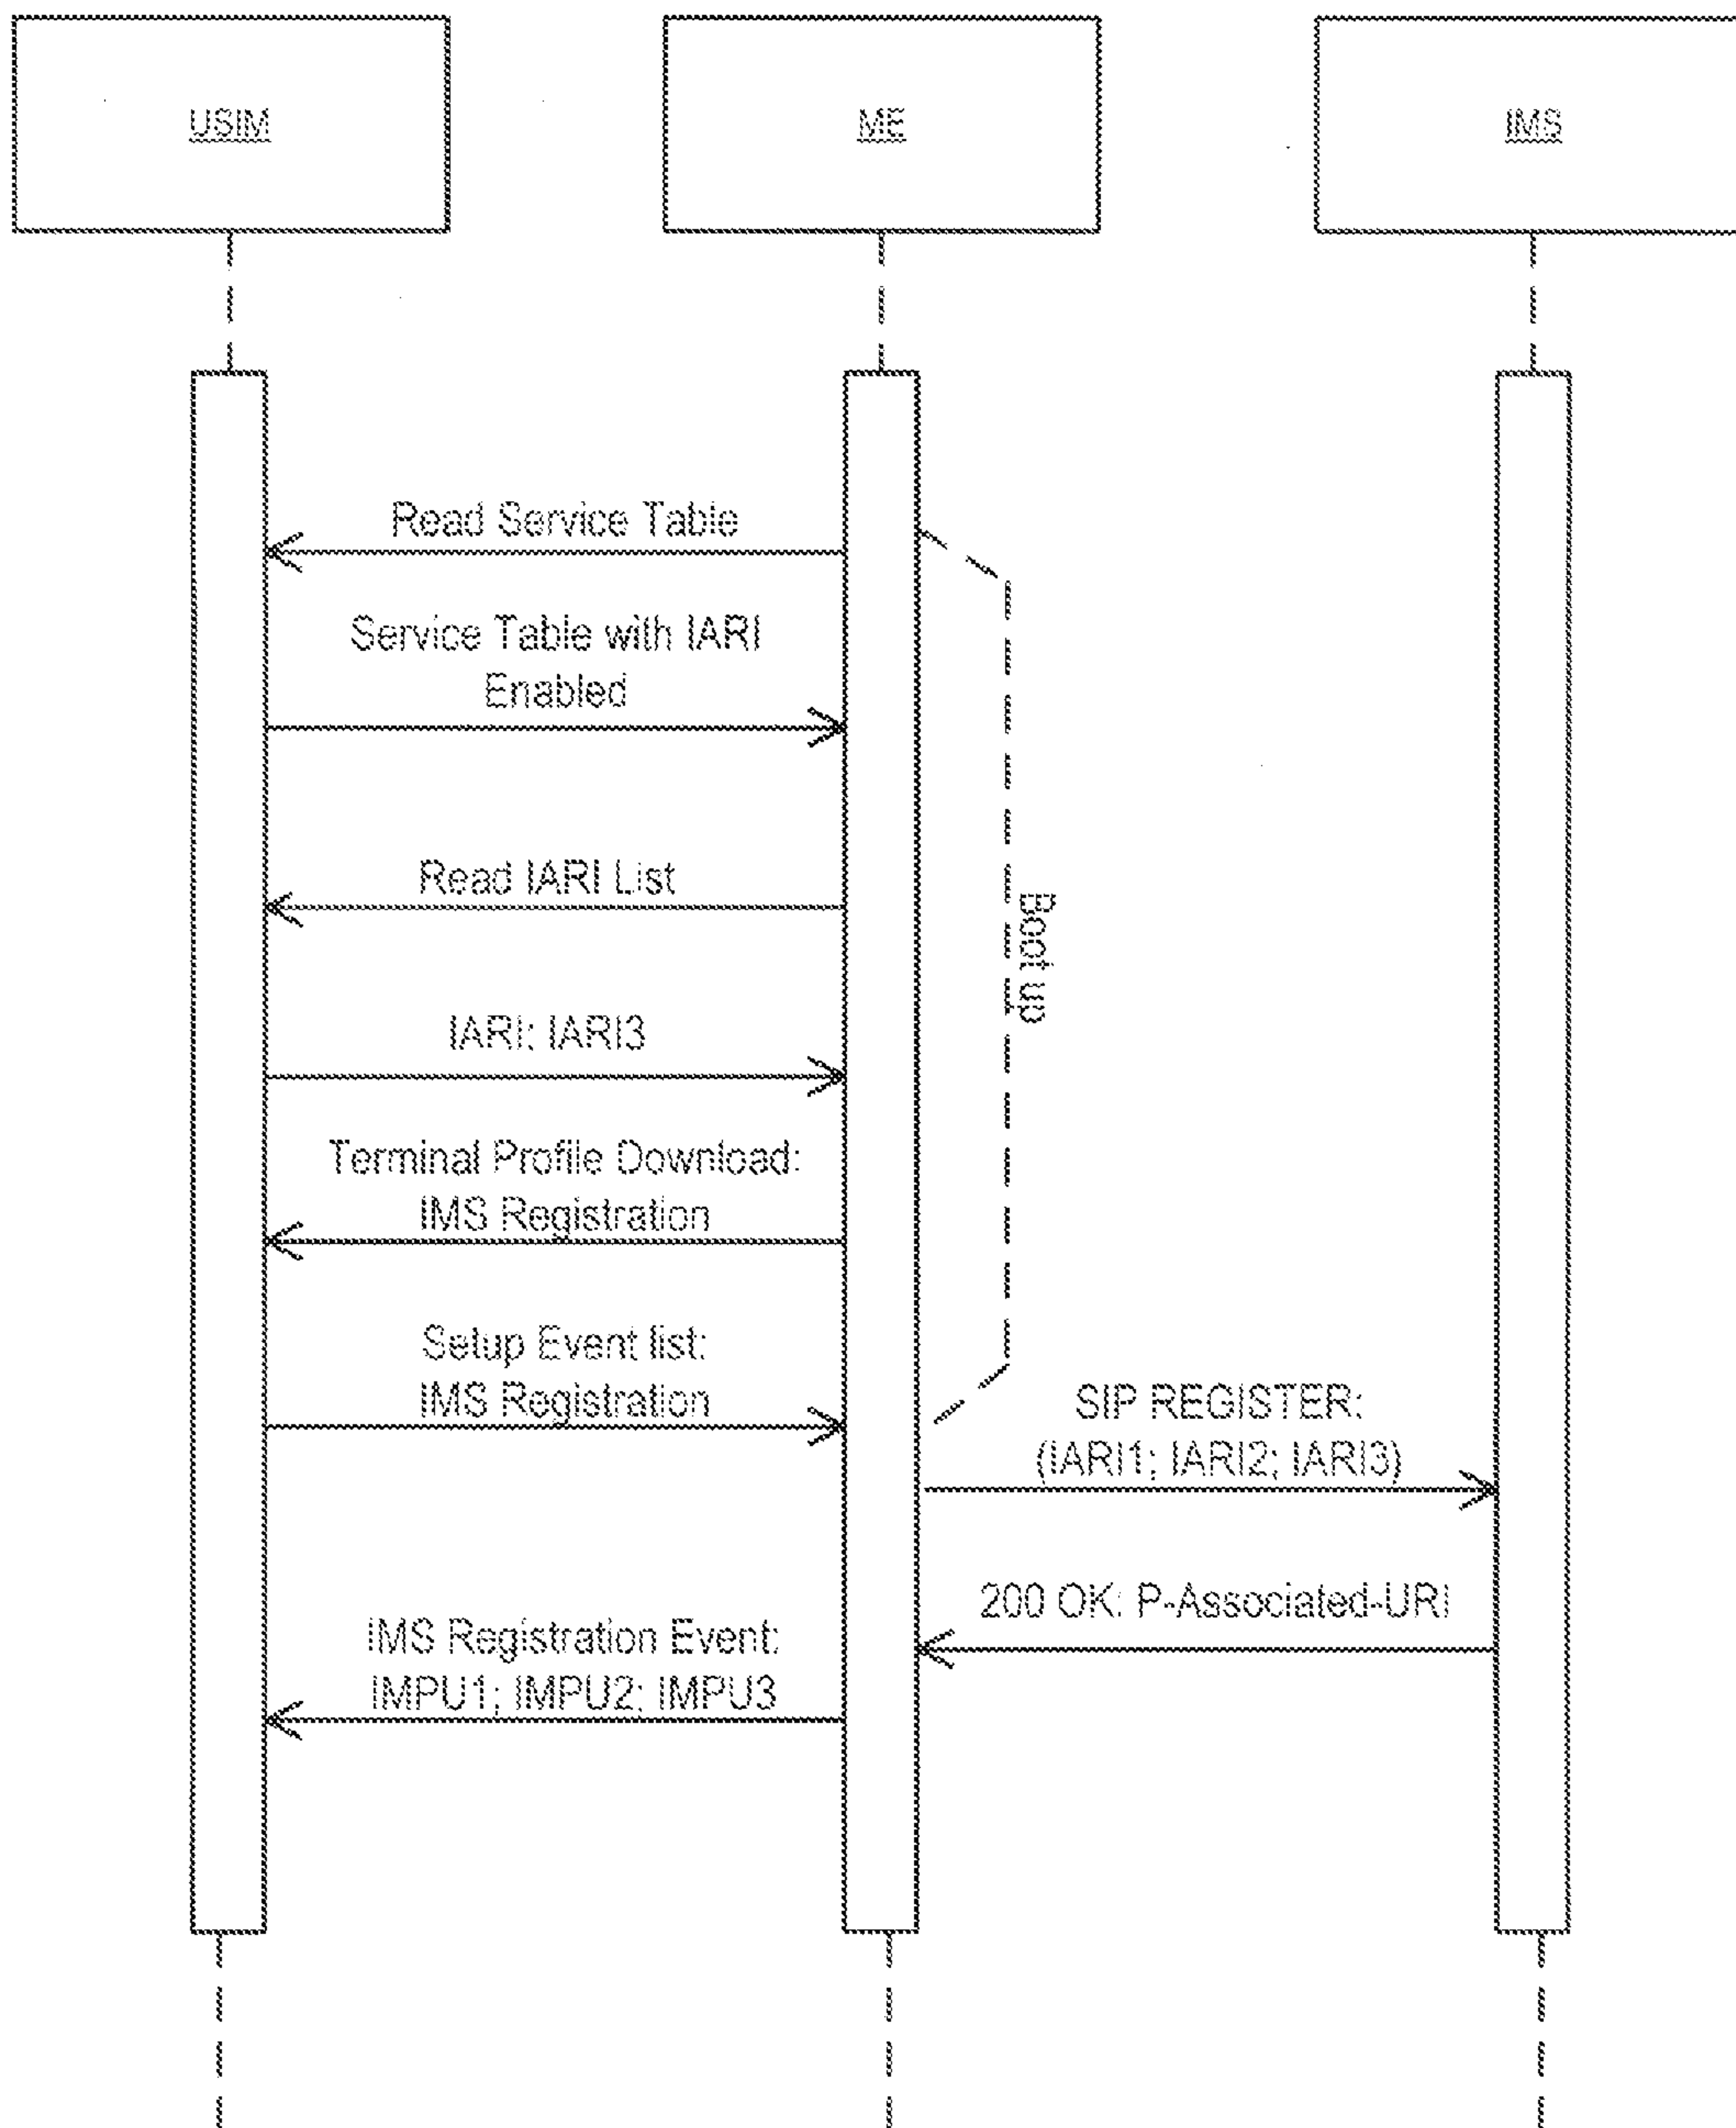 USIM
ME
IMS
Read Service Table
Service Table with IARI
Enabled
Read IARI List
Boot up
IARI: IARI3
Terminal Profile Download:
IMS Registration
Setup Event list:
IMS Registration
SIP REGISTER:
(IARI1; IARI2; IARI3)
200 OK: P-Associated-URI
IMS Registration Event:
IMPU1; IMPU2; IMPU3